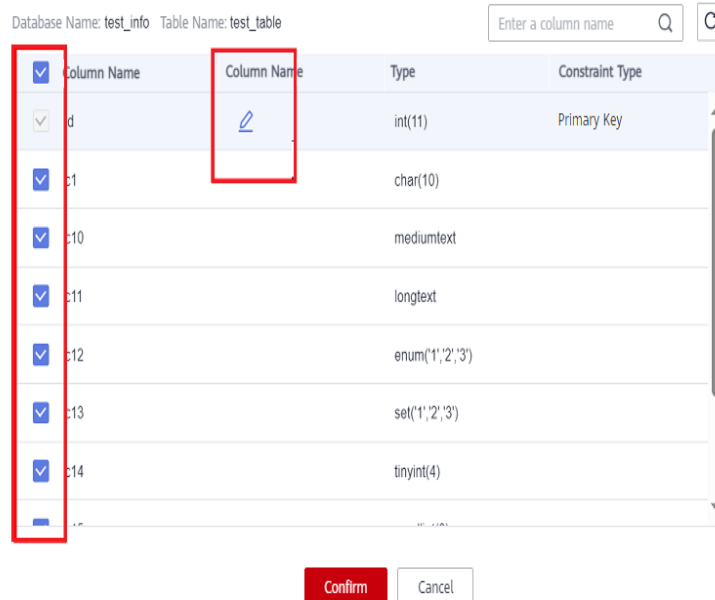 Database Name: test_info Table Name: test_table
Enter a column name
Column Name Column Name Type Constraint Type
d int(11) Primary Key
c1 char(10)
c10 mediumtext
c11 longtext
c12 enum('1','2','3')
c13 set('1','2','3')
c14 tinyint(4)
Confirm Cancel